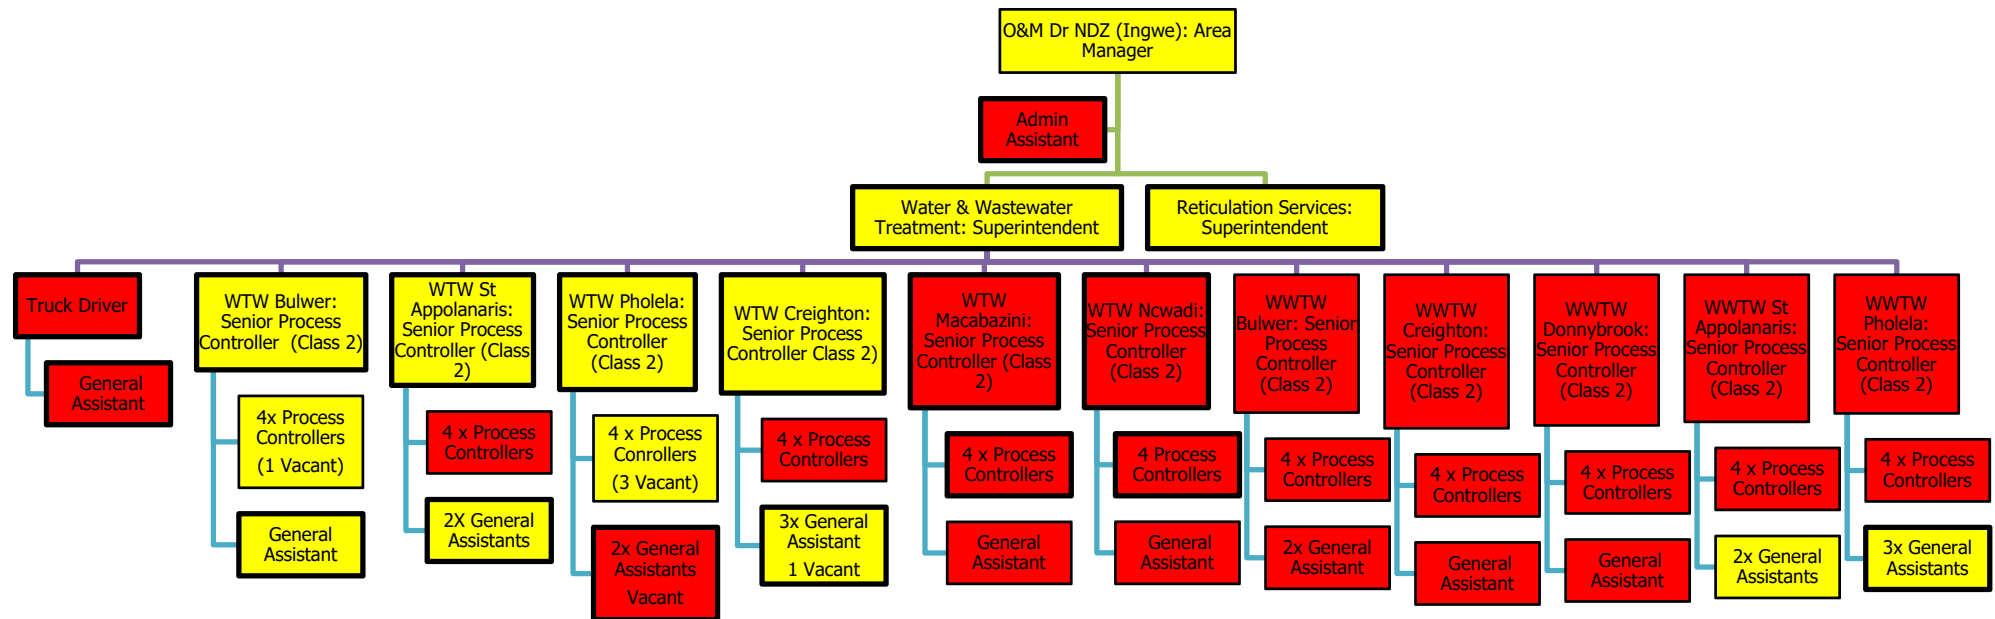 O&M Dr NDZ (Ingwe): Area
Manager
Admin
Assistant
Water & Wastewater
Treatment: Superintendent
Reticulation Services:
Superintendent
Truck Driver
General
Assistant
WTW Bulwer:
Senior Process
Controller (Class 2)
4x Process
Controllers
(1 Vacant)
General
Assistant
WTW St
Appolanaris:
Senior Process
Controller (Class
2)
4 x Process
Controllers
2X General
Assistants
WTW Pholela:
Senior Process
Controller
(Class 2)
4 x Process
Conrollers
(3 Vacant)
2x General
Assistants
Vacant
WTW Creighton:
Senior Process
Controller Class 2)
4 x Process
Controllers
3x General
Assistant
1 Vacant
WTW
Macabazini:
Senior Process
Controller (Class
2)
4 x Process
Controllers
General
Assistant
WTW Ncwadi:
Senior Process
Controller
(Class 2)
4 Process
Controllers
General
Assistant
WWTW
Bulwer: Senior
Process
Controller
(Class 2)
4 x Process
Controllers
2x General
Assistant
WWTW
Creighton:
Senior Process
Controller
(Class 2)
4 x Process
Controllers
General
Assistant
WWTW
Donnybrook:
Senior Process
Controller
(Class 2)
4 x Process
Controllers
General
Assistant
WWTW St
Appolanaris:
Senior Process
Controller
(Class 2)
4 x Process
Controllers
2x General
Assistants
WWTW
Pholela:
Senior Process
Controller
(Class 2)
4 x Process
Controllers
3x General
Assistants